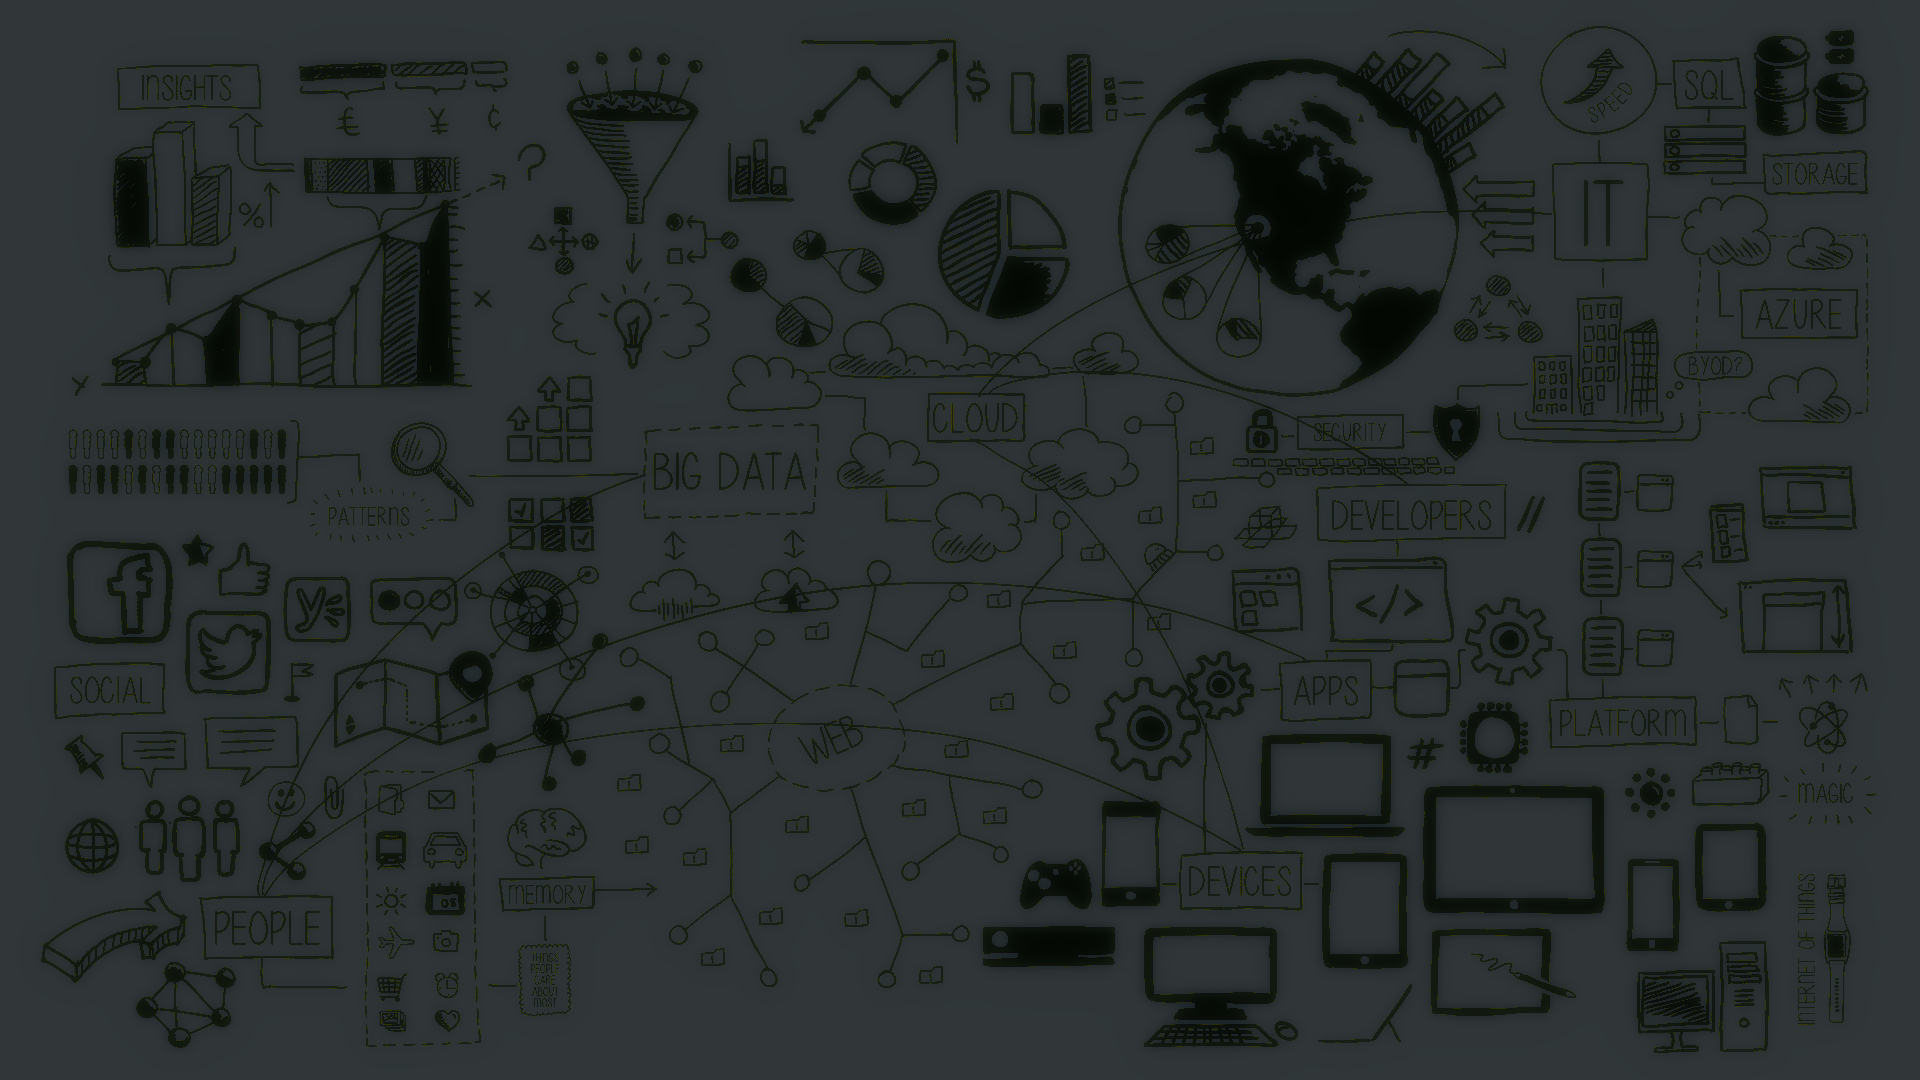 INSIGHTS
€
¥
¢
%
?
X
Y
$
SPEED
SQL
STORAGE
IT
AZURE
BYOD?
CLOUD
SECURITY
BIG DATA
PATTERNS
DEVELOPERS
//
</>
f
y
SOCIAL
WEB
APPS
PLATFORM
#
MAGIC
MEMORY
DEVICES
PEOPLE
08
THINGS
PEOPLE
CARE
ABOUT
MOST
INTERNET OF THINGS